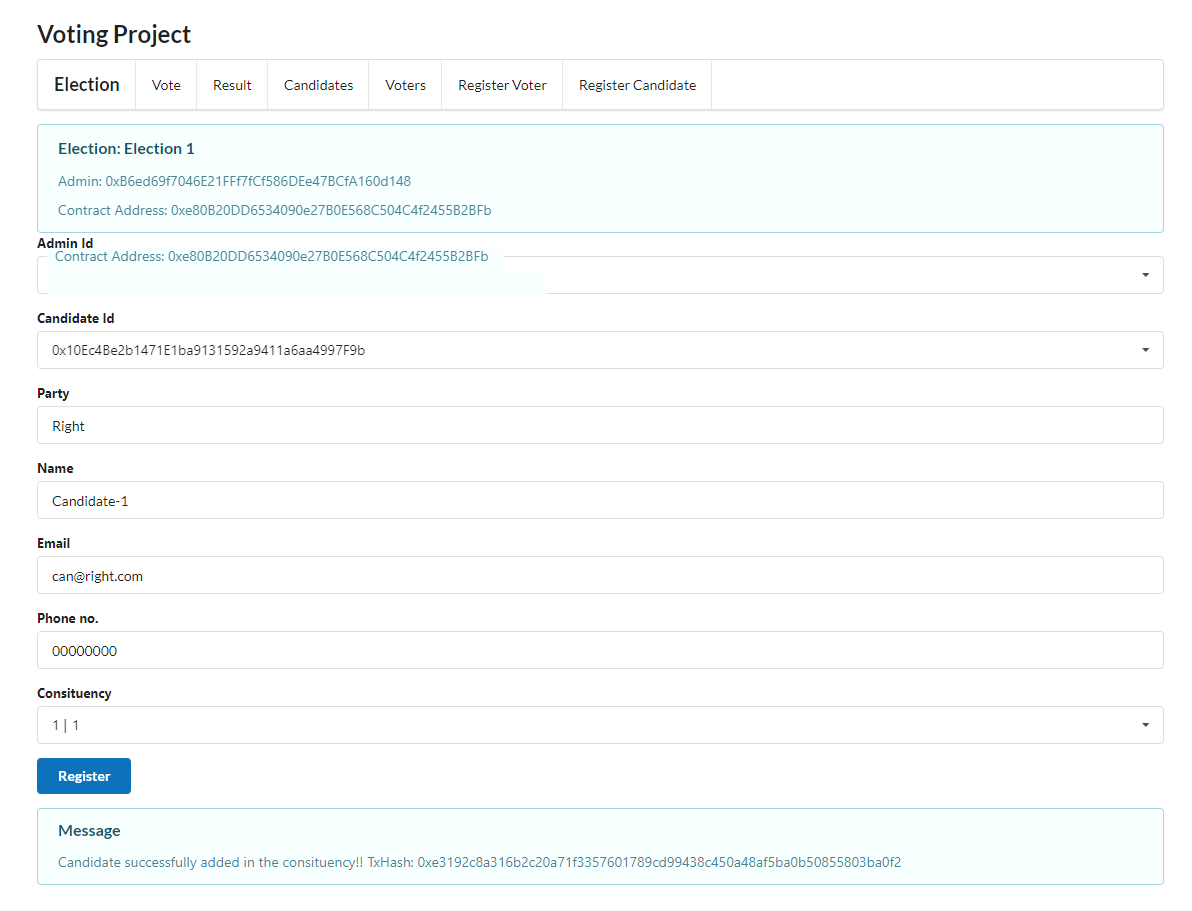 Voting Project
Election Vote Result Candidates Voters Register Voter Register Candidate
Election: Election 1
Admin: 0xB6ed69f7046E21FFf7fCf586DEe47BCfA160d148
Contract Address: 0xe80B20DD6534090e27B0E568C504C4f2455B2BFb
Admin Id
Contract Address: 0xe80B20DD6534090e27B0E568C504C4f2455B2BFb
Candidate Id
0x10Ec4Be2b1471E1ba9131592a9411a6aa4997F9b
Party
Right
Name
Candidate-1
Email
can@right.com
Phone no.
00000000
Consituency
1 | 1
Register
Message
Candidate successfully added in the consituency!! TxHash: 0xe3192c8a316b2c20a71f3357601789cd99438c450a48af5ba0b50855803ba0f2